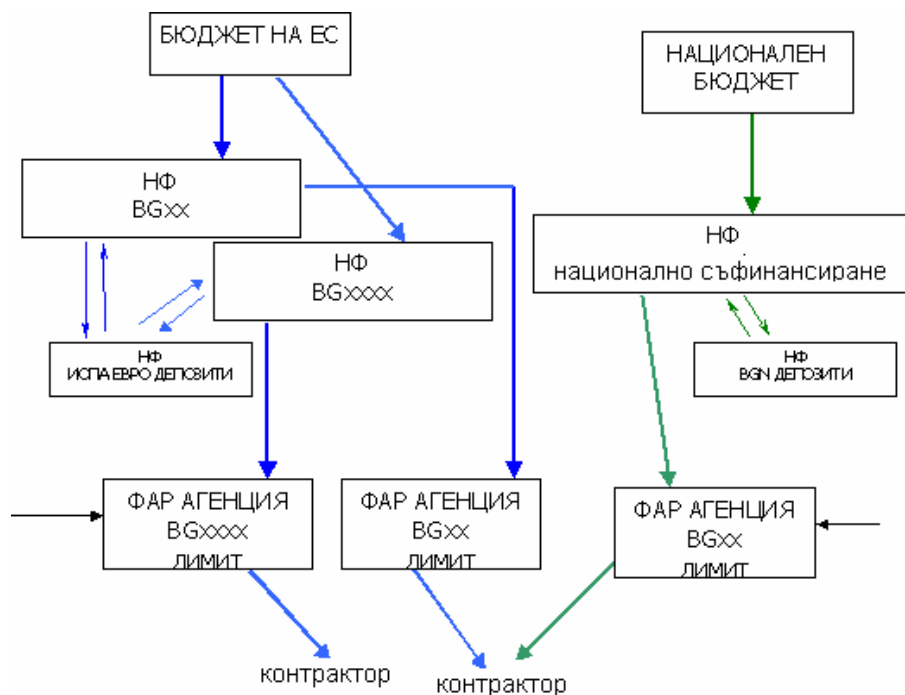 БЮДЖЕТ НА ЕС
НАЦИОНАЛЕН
БЮДЖЕТ
НФ
BGxx
НФ
BGxxxx
НФ
национално съфинансиране
НФ
ИСПА ЕВРО ДЕПОЗИТИ
НФ
BGN ДЕПОЗИТИ
ФАР АГЕНЦИЯ
BGxxxx
ЛИМИТ
ФАР АГЕНЦИЯ
BGxx
ЛИМИТ
ФАР АГЕНЦИЯ
BGxx
ЛИМИТ
контрактор
контрактор